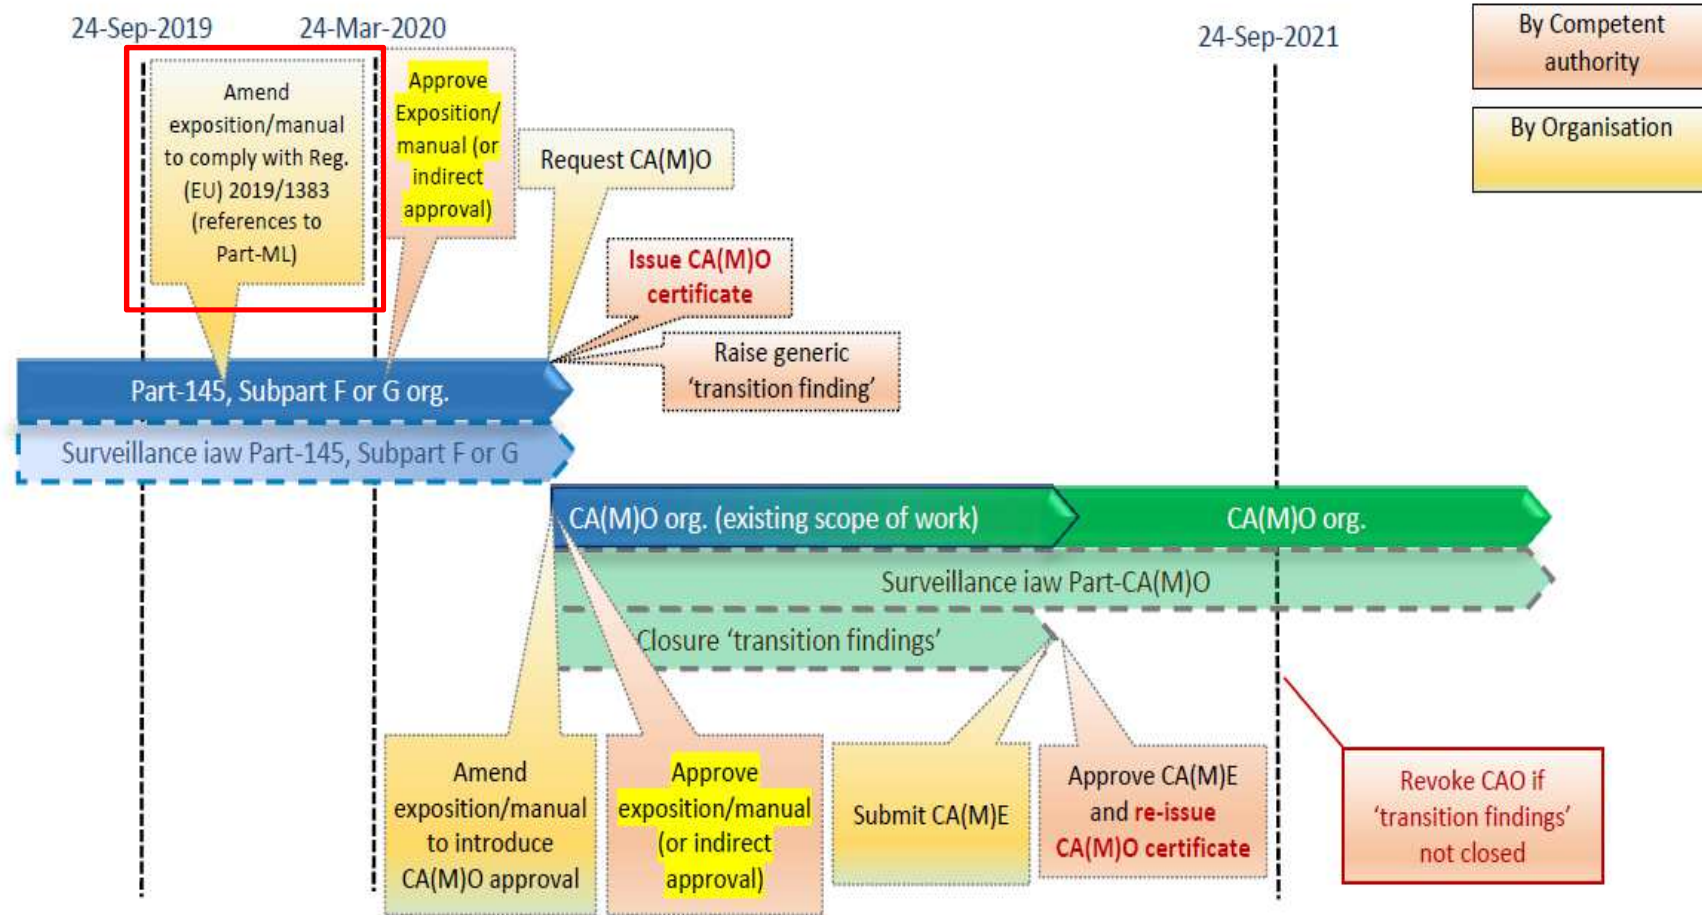 24-Sep-2019
24-Mar-2020
24-Sep-2021
By Competent
authority
By Organisation
Amend
exposition/manual
to comply with Reg.
(EU) 2019/1383
(references to
Part-ML)
Approve
Exposition/
manual (or
indirect
approval)
Request CA(M)O
Issue CA(M)O
certificate
Raise generic
‘transition finding’
Part-145, Subpart F or G org.
Surveillance iaw Part-145, Subpart F or G
CA(M)O org. (existing scope of work)
CA(M)O org.
Surveillance iaw Part-CA(M)O
Closure ‘transition findings’
Amend
exposition/manual
to introduce
CA(M)O approval
Approve
exposition/manual
(or indirect
approval)
Submit CA(M)E
Approve CA(M)E
and re-issue
CA(M)O certificate
Revoke CAO if
‘transition findings’
not closed